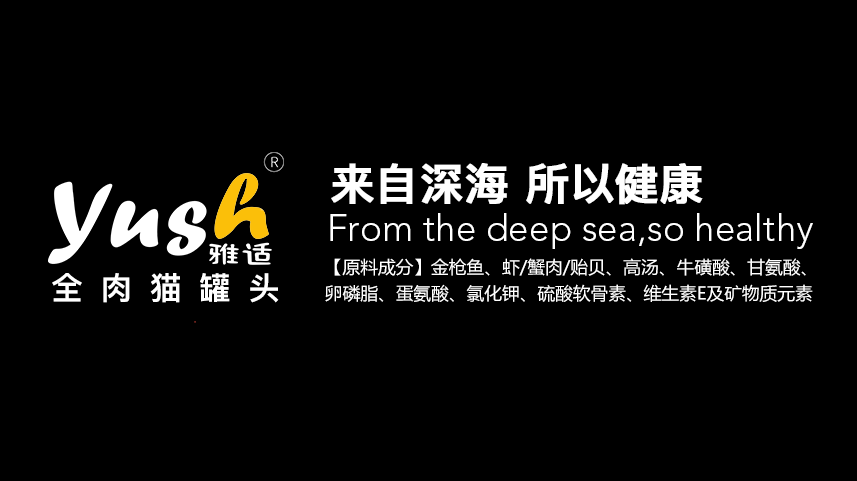 yush®
雅适
全肉猫罐头
来自深海 所以健康
From the deep sea,so healthy
【原料成分】金枪鱼、虾/蟹肉/贻贝、高汤、牛磺酸、甘氨酸、
卵磷脂、蛋氨酸、氯化钾、硫酸软骨素、维生素E及矿物质元素